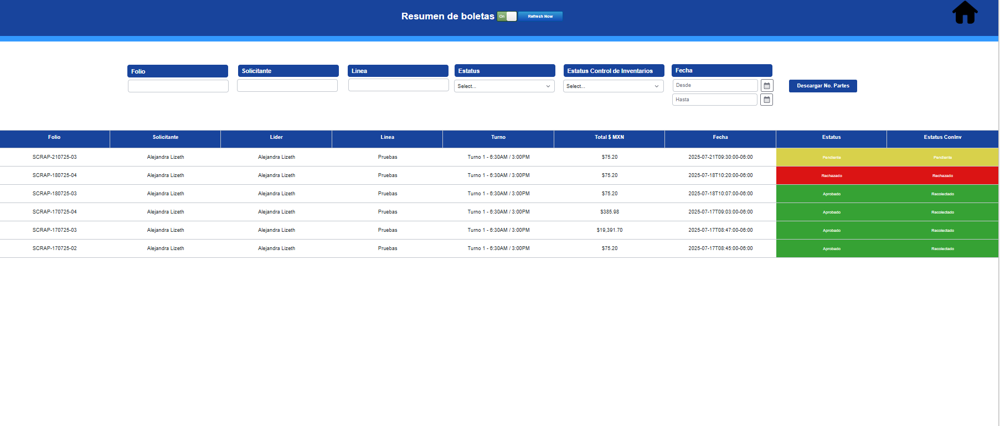 Resumen de boletas On Refresh Now
Folio Solicitante Linea Estatus Estatus Control de Inventarios Fecha
Select... Select... Desde Descargar No. Partes
Hasta
Folio Solicitante Lider Linea Turno Total $ MXN Fecha Estatus Estatus ConInv
SCRAP-210725-03 Alejandra Lizeth Alejandra Lizeth Pruebas Turno 1 - 6:30AM / 3:00PM $75.20 2025-07-21T09:30:00-06:00 Pendiente Pendiente
SCRAP-180725-04 Alejandra Lizeth Alejandra Lizeth Pruebas Turno 1 - 6:30AM / 3:00PM $75.20 2025-07-18T10:20:00-06:00 Rechazado Rechazado
SCRAP-180725-03 Alejandra Lizeth Alejandra Lizeth Pruebas Turno 1 - 6:30AM / 3:00PM $75.20 2025-07-18T10:07:00-06:00 Aprobado Recolectado
SCRAP-170725-04 Alejandra Lizeth Alejandra Lizeth Pruebas Turno 1 - 6:30AM / 3:00PM $385.98 2025-07-17T09:03:00-06:00 Aprobado Recolectado
SCRAP-170725-03 Alejandra Lizeth Alejandra Lizeth Pruebas Turno 1 - 6:30AM / 3:00PM $19,391.70 2025-07-17T08:47:00-06:00 Aprobado Recolectado
SCRAP-170725-02 Alejandra Lizeth Alejandra Lizeth Pruebas Turno 1 - 6:30AM / 3:00PM $75.20 2025-07-17T08:45:00-06:00 Aprobado Recolectado